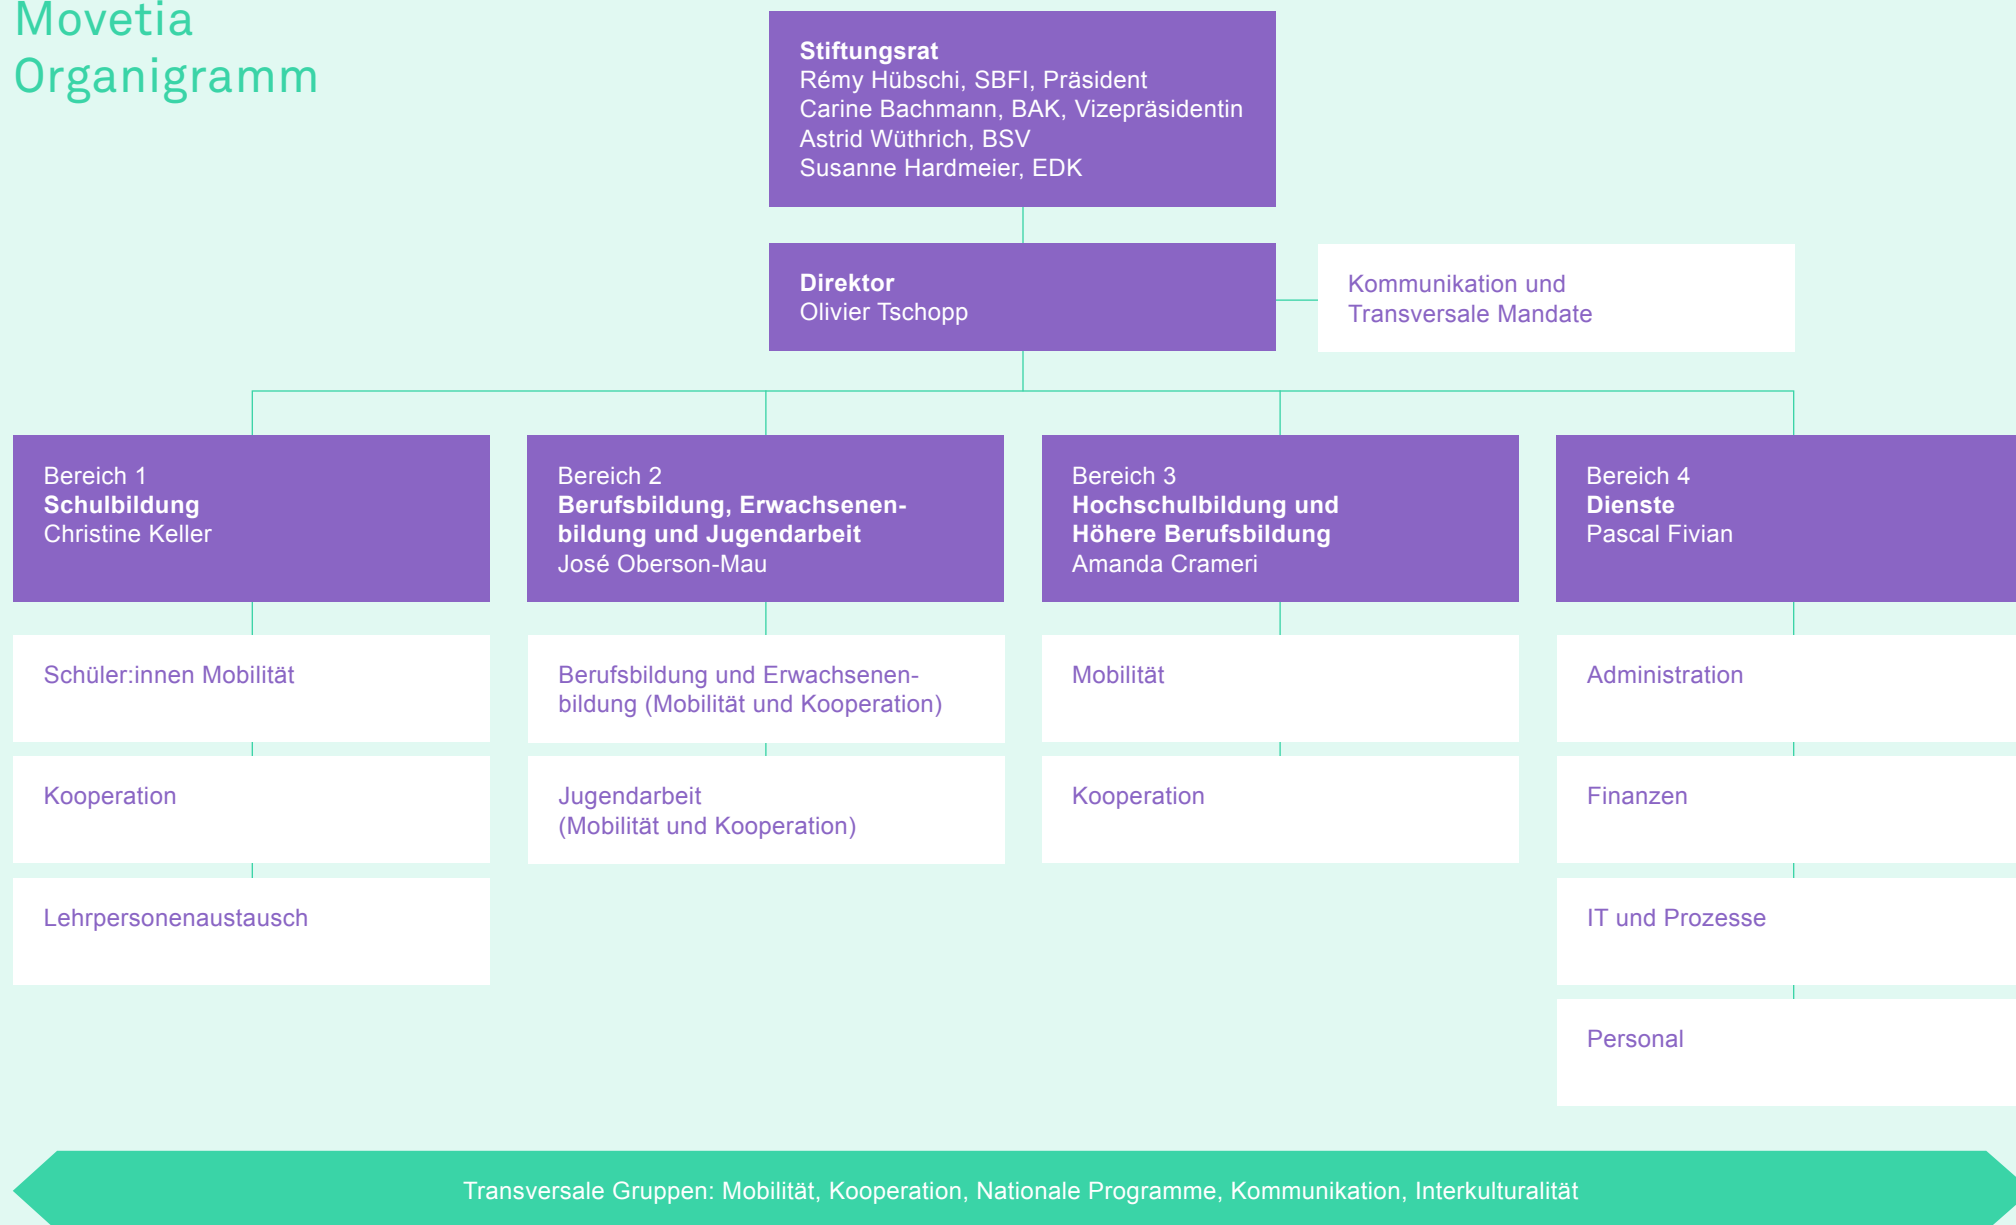 Movetia
Organigramm
Stiftungsrat
Rémy Hübschi, SBFI, Präsident
Carine Bachmann, BAK, Vizepräsidentin
Astrid Wüthrich, BSV
Susanne Hardmeier, EDK
Direktor
Olivier Tschopp
Kommunikation und
Transversale Mandate
Bereich 1
Schulbildung
Christine Keller
Bereich 2
Berufsbildung, Erwachsenen-
bildung und Jugendarbeit
José Oberson-Mau
Bereich 3
Hochschulbildung und
Höhere Berufsbildung
Amanda Crameri
Bereich 4
Dienste
Pascal Fivian
Schüler:innen Mobilität
Kooperation
Lehrpersonenaustausch
Berufsbildung und Erwachsenen-
bildung (Mobilität und Kooperation)
Jugendarbeit
(Mobilität und Kooperation)
Mobilität
Kooperation
Administration
Finanzen
IT und Prozesse
Personal
Transversale Gruppen: Mobilität, Kooperation, Nationale Programme, Kommunikation, Interkulturalität